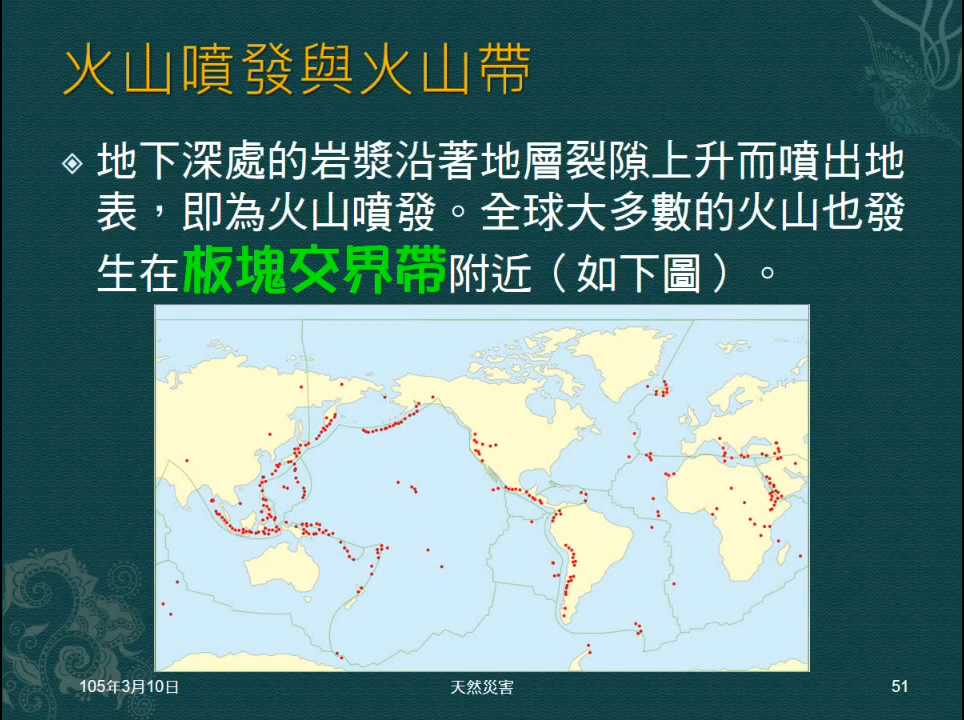 火山噴發與火山帶
地下深處的岩漿沿著地層裂隙上升而噴出地
表，即為火山噴發。全球大多數的火山也發
生在板塊交界帶附近（如下圖）。
105年3月10日
天然災害
51